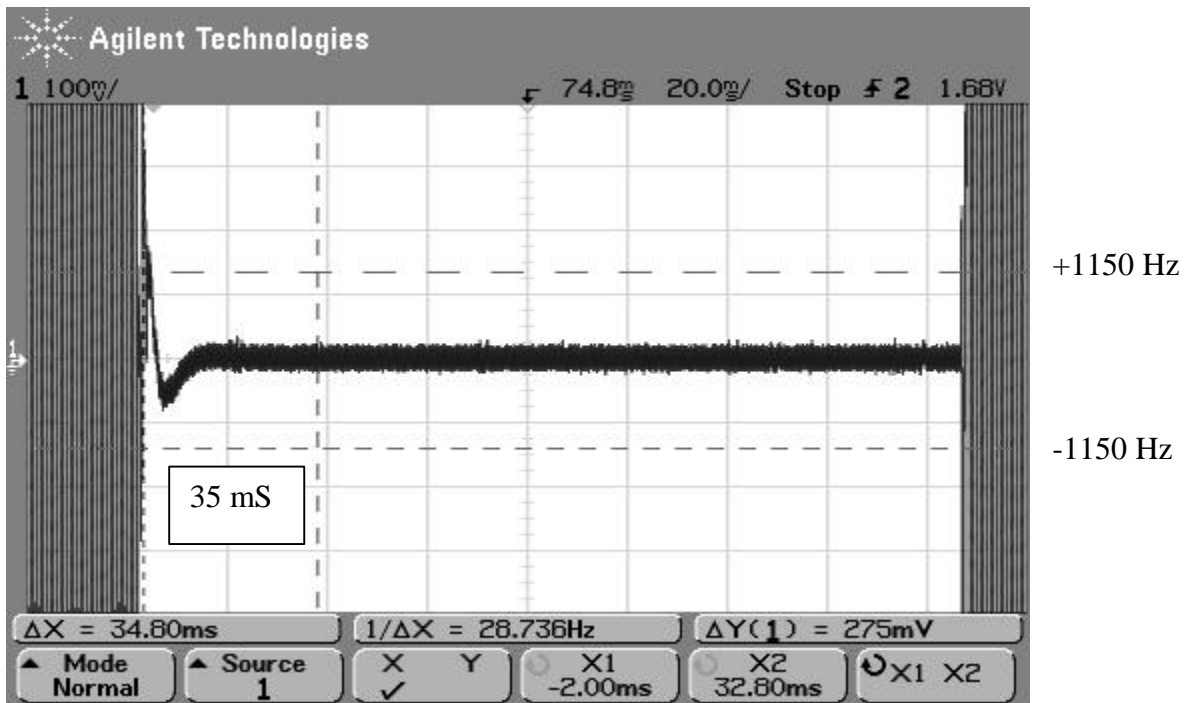 Agilent Technologies
1 100mV/ 74.8ms 20.0ms/ Stop 2 1.68V
+1150 Hz
1
-1150 Hz
35 mS
ΔX = 34.80ms 1/ΔX = 28.736Hz ΔY(1) = 275mV
Mode Source X Y X1 X2 X1 X2
Normal 1 ✓ -2.00ms 32.80ms